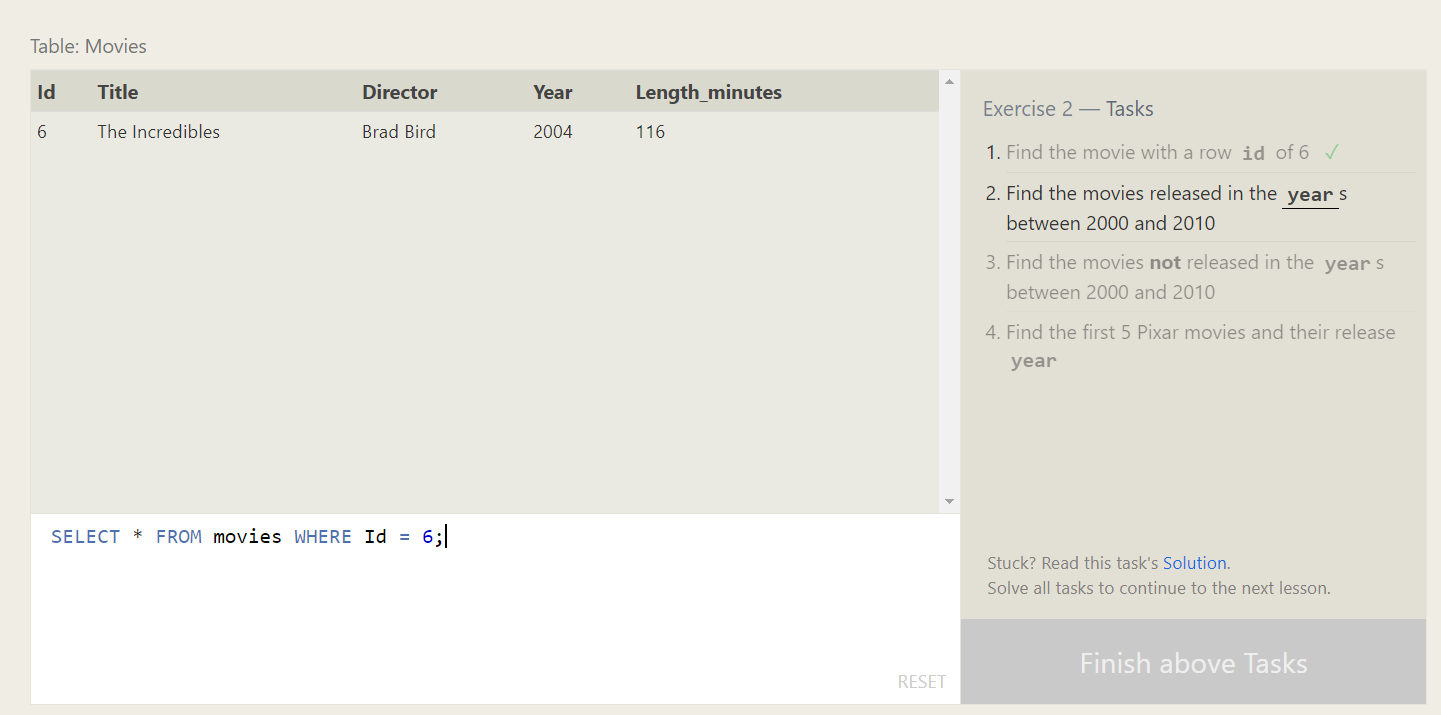 Table: Movies
Id Title Director Year Length_minutes
6 The Incredibles Brad Bird 2004 116
SELECT * FROM movies WHERE Id = 6;
RESET
Exercise 2 — Tasks
1. Find the movie with a row id of 6 ✓
2. Find the movies released in the year s
between 2000 and 2010
3. Find the movies not released in the year s
between 2000 and 2010
4. Find the first 5 Pixar movies and their release
year
Stuck? Read this task's Solution.
Solve all tasks to continue to the next lesson.
Finish above Tasks